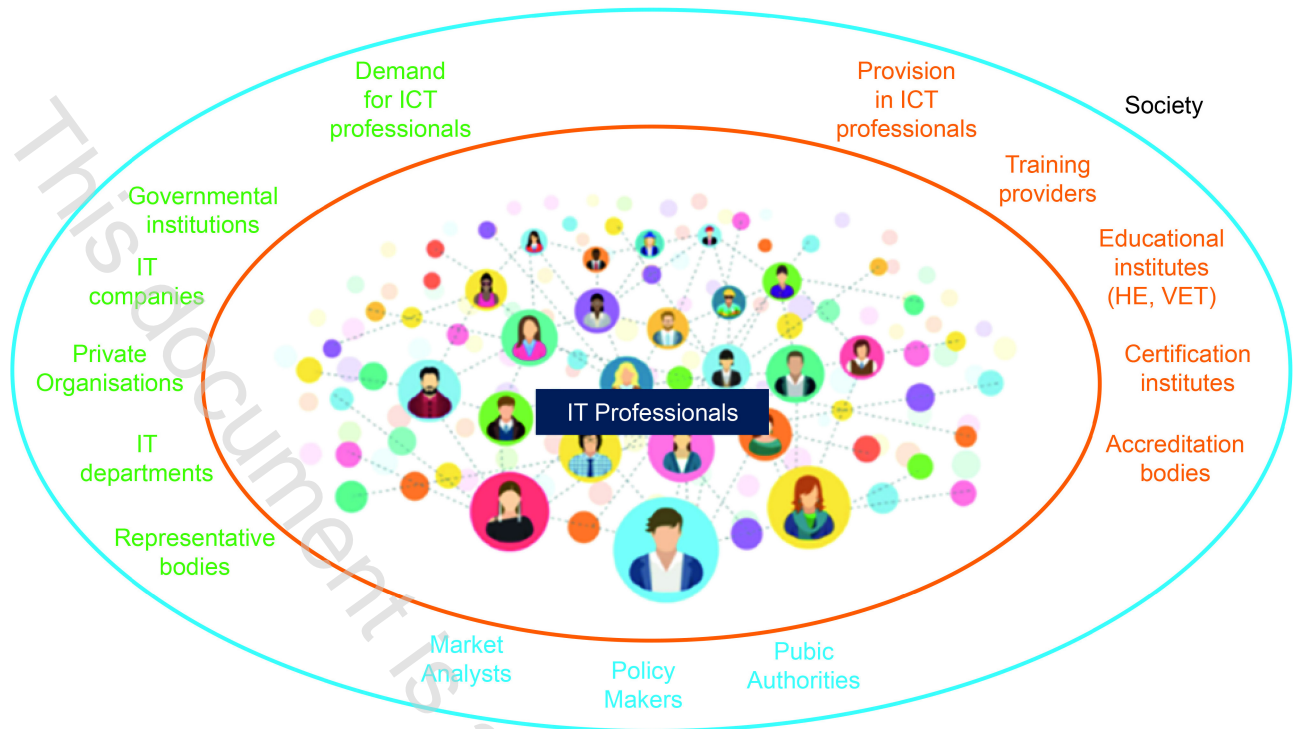 Demand
for ICT
professionals
Provision
in ICT
professionals
Society
Training
providers
Governmental
institutions
Educational
institutes
(HE, VET)
IT
companies
Private
Organisations
Certification
institutes
IT Professionals
IT
departments
Accreditation
bodies
Representative
bodies
Market
Analysts
Policy
Makers
Pubic
Authorities
This document is